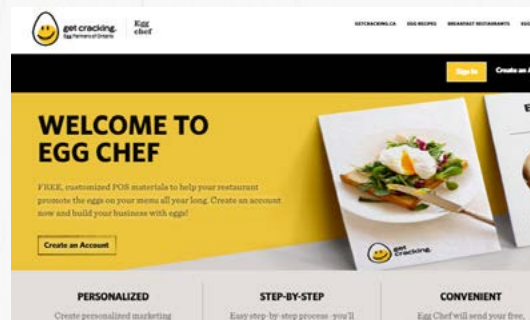 get cracking.
Egg Farmers of Ontario
Egg
chef
GETCRACKING.CA EGG RECIPES BREAKFAST RESTAURANTS EGG
Sign In Create an A
WELCOME TO
EGG CHEF
FREE, customized POS materials to help your restaurant
promote the eggs on your menu all year long. Create an account
now and build your business with eggs!
Create an Account
E
get
cracking.
PERSONALIZED
Create personalized marketing
STEP-BY-STEP
Easy step-by-step process -you'll
CONVENIENT
Egg Chef will send your free,